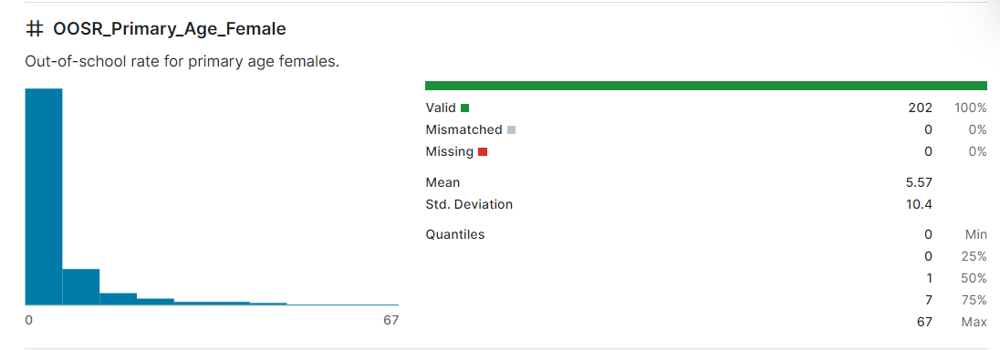 # OOSR_Primary_Age_Female
Out-of-school rate for primary age females.
0 67
Valid 202 100%
Mismatched 0 0%
Missing 0 0%
Mean 5.57
Std. Deviation 10.4
Quantiles 0 Min
0 25%
1 50%
7 75%
67 Max